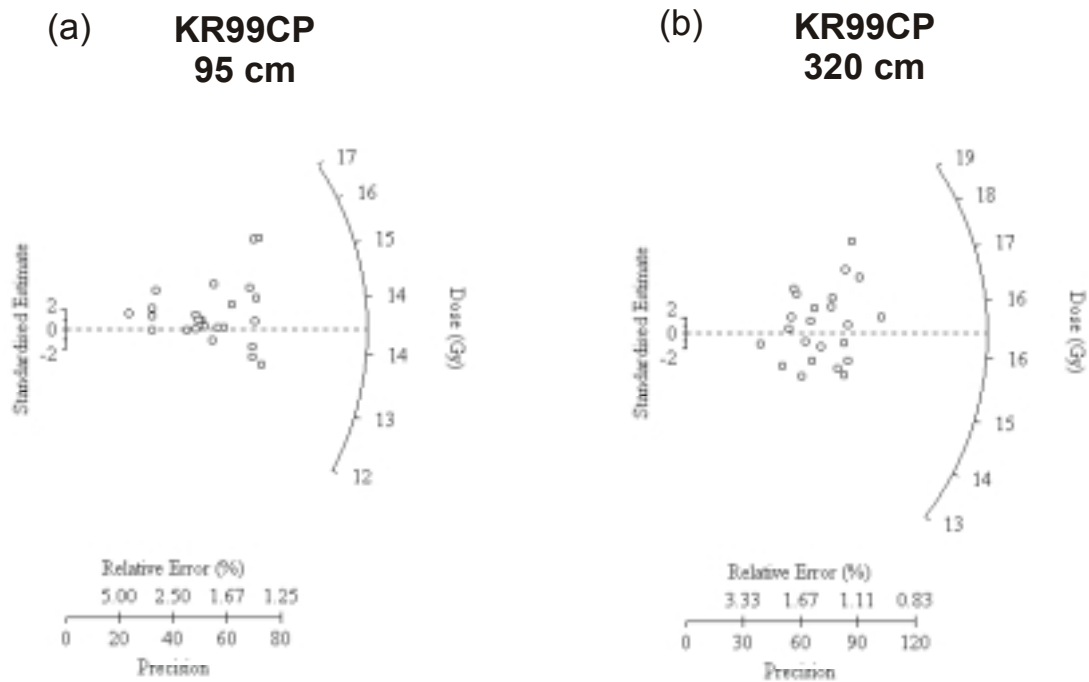 (a) KR99CP
95 cm
17
16
15
14
14
13
12
Dose (Gy)
Standardised Estimate
2
0
-2
Relative Error (%)
5.00 2.50 1.67 1.25
0 20 40 60 80
Precision
(b) KR99CP
320 cm
19
18
17
16
16
15
14
13
Dose (Gy)
Standardised Estimate
2
0
-2
Relative Error (%)
3.33 1.67 1.11 0.83
0 30 60 90 120
Precision